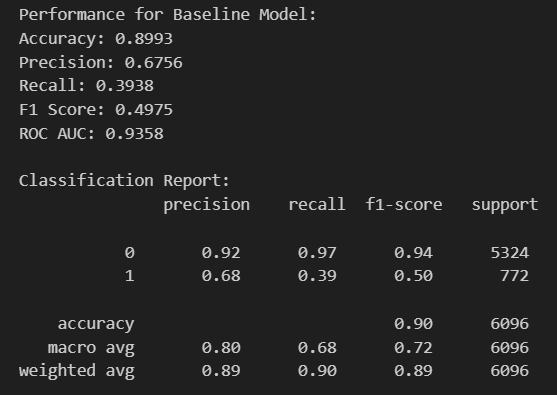 Performance for Baseline Model:
Accuracy: 0.8993
Precision: 0.6756
Recall: 0.3938
F1 Score: 0.4975
ROC AUC: 0.9358
Classification Report:
precision recall f1-score support
0 0.92 0.97 0.94 5324
1 0.68 0.39 0.50 772
accuracy 0.90 6096
macro avg 0.80 0.68 0.72 6096
weighted avg 0.89 0.90 0.89 6096